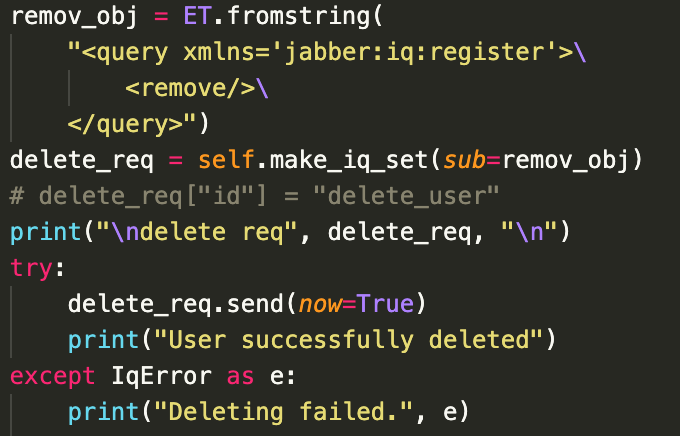 remov_obj = ET.fromstring(
    "<query xmlns='jabber:iq:register'>\
        <remove/>\
    </query>")
delete_req = self.make_iq_set(sub=remov_obj)
# delete_req["id"] = "delete_user"
print("\ndelete req", delete_req, "\n")
try:
    delete_req.send(now=True)
    print("User successfully deleted")
except IqError as e:
    print("Deleting failed.", e)